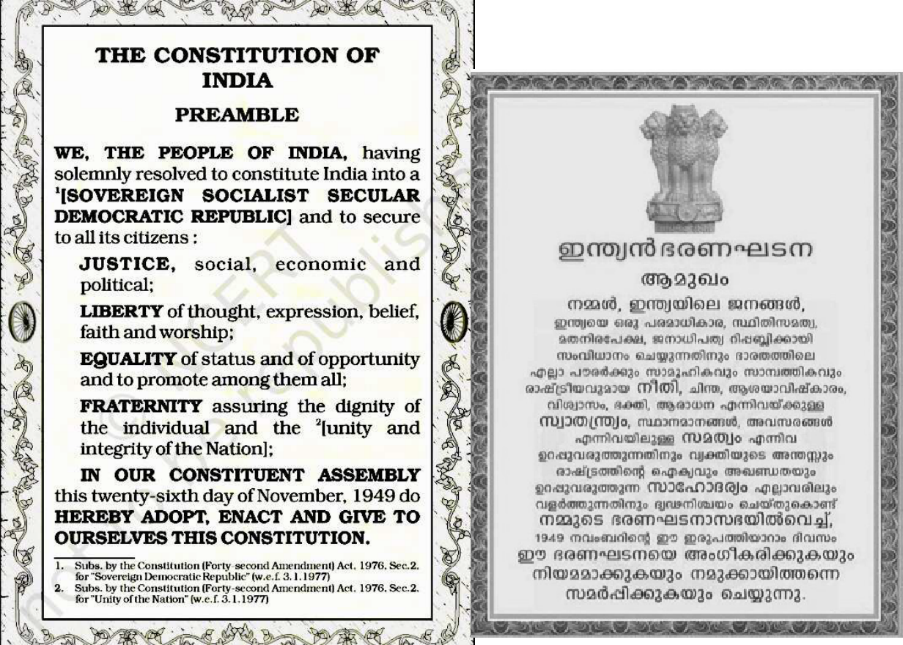 THE CONSTITUTION OF
INDIA
PREAMBLE
WE, THE PEOPLE OF INDIA, having
solemnly resolved to constitute India into a
¹[SOVEREIGN SOCIALIST SECULAR
DEMOCRATIC REPUBLIC] and to secure
to all its citizens :
JUSTICE, social, economic and
political;
LIBERTY of thought, expression, belief,
faith and worship;
EQUALITY of status and of opportunity
and to promote among them all;
FRATERNITY assuring the dignity of
the individual and the ²[unity and
integrity of the Nation];
IN OUR CONSTITUENT ASSEMBLY
this twenty-sixth day of November, 1949 do
HEREBY ADOPT, ENACT AND GIVE TO
OURSELVES THIS CONSTITUTION.
1. Subs. by the Constitution (Forty-second Amendment) Act, 1976, Sec.2,
for "Sovereign Democratic Republic" (w.e.f. 3.1.1977)
2. Subs. by the Constitution (Forty-second Amendment) Act, 1976, Sec.2,
for "Unity of the Nation" (w.e.f. 3.1.1977)
ഇന്ത്യൻ ഭരണഘടന
ആമുഖം
നമ്മൾ, ഇന്ത്യയിലെ ജനങ്ങൾ,
ഇന്ത്യയെ ഒരു പരമാധികാര, സ്ഥിതിസമത്വ,
മതനിരപേക്ഷ, ജനാധിപത്യ റിപ്പബ്ലിക്കായി
സംവിധാനം ചെയ്യുന്നതിനും ഭാരതത്തിലെ
എല്ലാ പൗരർക്കും സാമൂഹികവും സാമ്പത്തികവും
രാഷ്ട്രീയവുമായ നീതി, ചിന്ത, ആശയാവിഷ്കാരം,
വിശ്വാസം, ഭക്തി, ആരാധന എന്നിവയ്ക്കുള്ള
സ്വാതന്ത്ര്യം, സ്ഥാനമാനങ്ങൾ, അവസരങ്ങൾ
എന്നിവയിലുള്ള സമത്വം എന്നിവ
ഉറപ്പുവരുത്തുന്നതിനും വ്യക്തിയുടെ അന്തസ്സും
രാഷ്ട്രത്തിന്റെ ഐക്യവും അഖണ്ഡതയും
ഉറപ്പുവരുത്തുന്ന സാഹോദര്യം എല്ലാവരിലും
വളർത്തുന്നതിനും ദൃഢനിശ്ചയം ചെയ്തുകൊണ്ട്
നമ്മുടെ ഭരണഘടനാസഭയിൽവെച്ച്,
1949 നവംബറിന്റെ ഈ ഇരുപത്തിയാറാം ദിവസം
ഈ ഭരണഘടനയെ അംഗീകരിക്കുകയും
നിയമമാക്കുകയും നമുക്കായിത്തന്നെ
സമർപ്പിക്കുകയും ചെയ്യുന്നു.